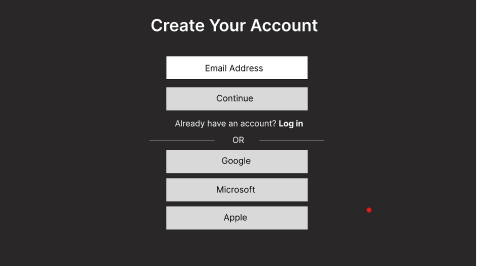 Create Your Account
Email Address
Continue
Already have an account? Log in
OR
Google
Microsoft
Apple